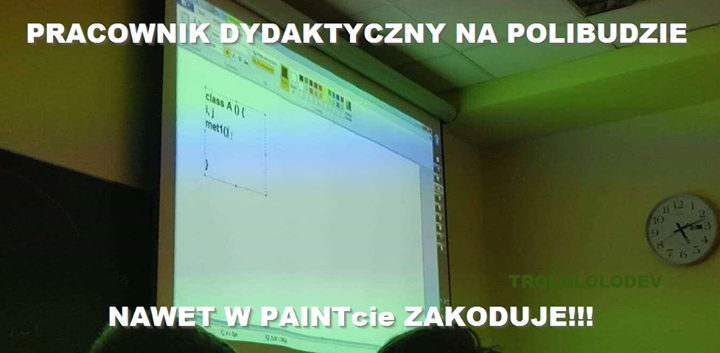 PRACOWNIK DYDAKTYCZNY NA POLIBUDZIE
class A () {
i, j
met1() ;
}
TROLOLOLODEV
NAWET W PAINTcie ZAKODUJE!!!